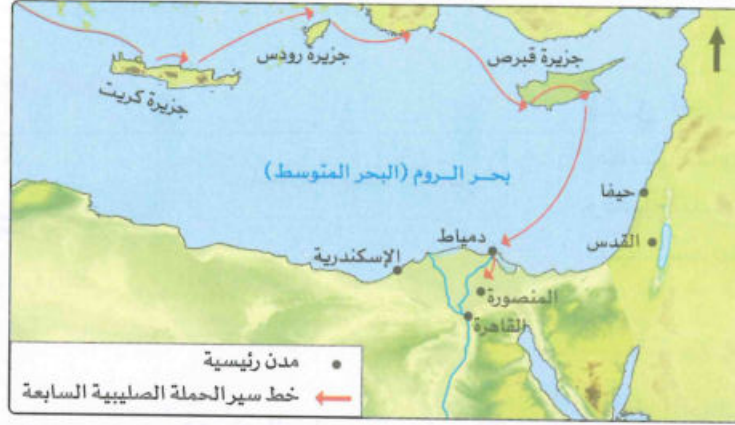 جزيرة كريت
جزيرة رودس
جزيرة قبرص
بحر الروم (البحر المتوسط)
حيفا
القدس
دمياط
الإسكندرية
المنصورة
القاهرة
مدن رئيسية
خط سير الحملة الصليبية السابعة